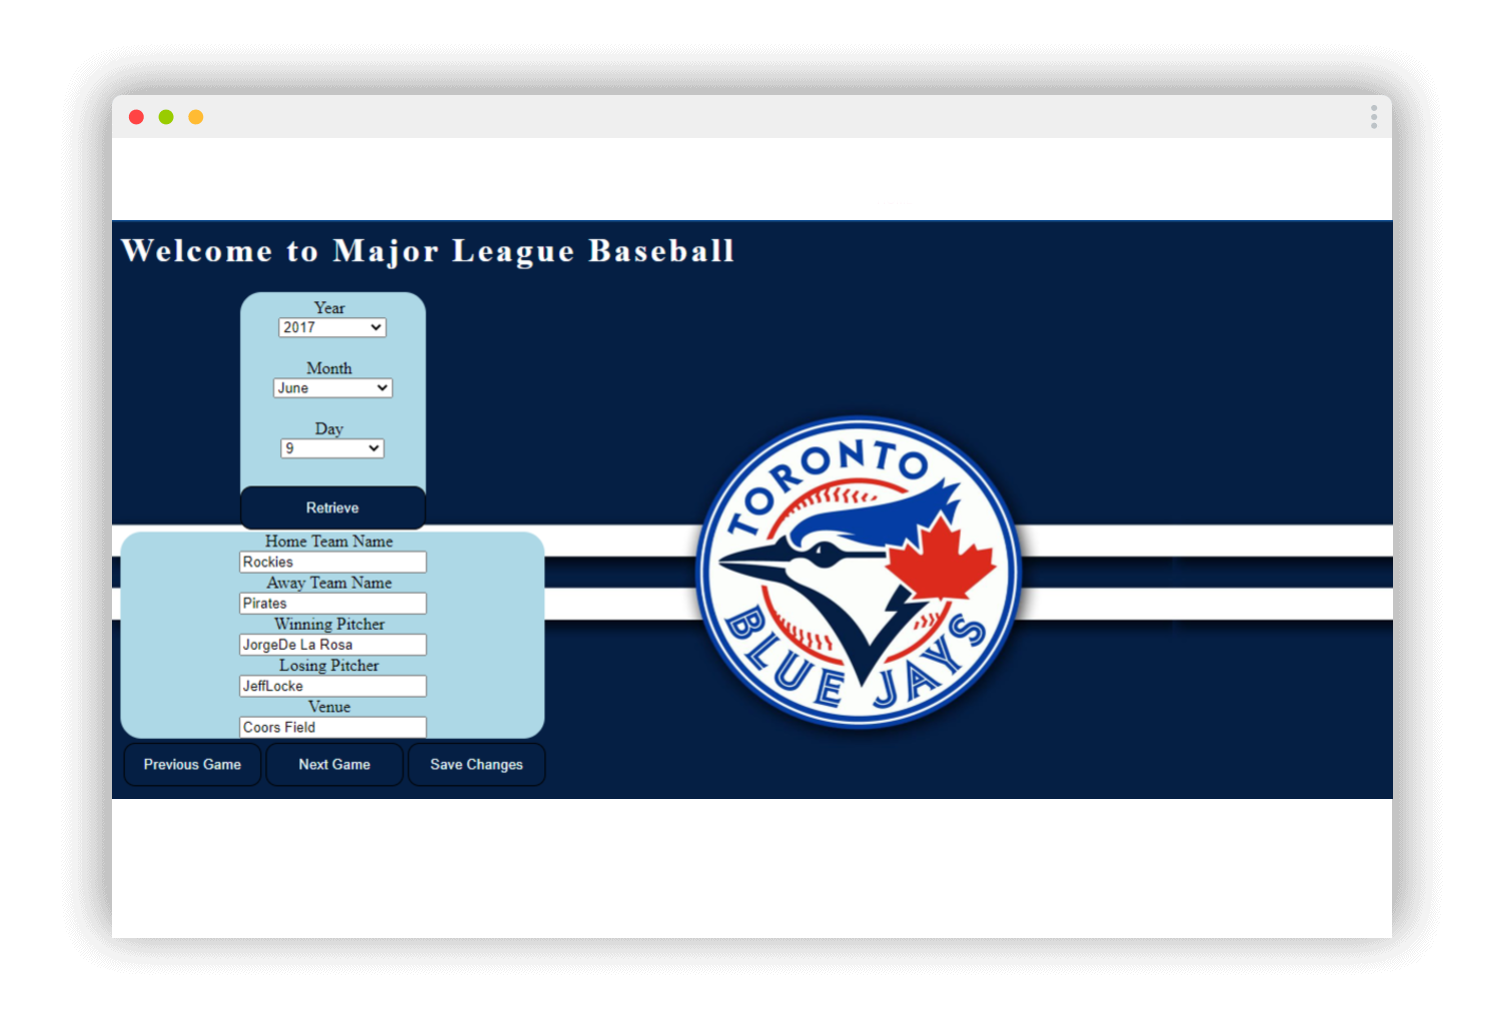 Welcome to Major League Baseball
Year
2017
Month
June
Day
9
Retrieve
Home Team Name
Rockies
Away Team Name
Pirates
Winning Pitcher
JorgeDe La Rosa
Losing Pitcher
JeffLocke
Venue
Coors Field
Previous Game
Next Game
Save Changes
TORONTO
BLUE JAYS